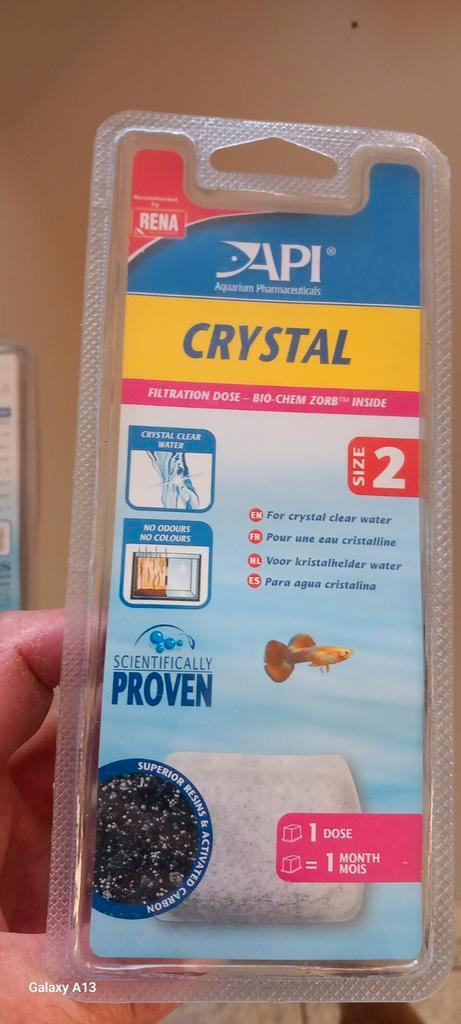 Recommended by
RENA
API®
Aquarium Pharmaceuticals
CRYSTAL
FILTRATION DOSE – BIO-CHEM ZORB™ INSIDE
CRYSTAL CLEAR
WATER
SIZE 2
NO ODOURS
NO COLOURS
EN For crystal clear water
FR Pour une eau cristalline
NL Voor kristalhelder water
ES Para agua cristalina
SCIENTIFICALLY
PROVEN
SUPERIOR RESINS & ACTIVATED CARBON
1 DOSE
= 1 MONTH
MOIS
Galaxy A13